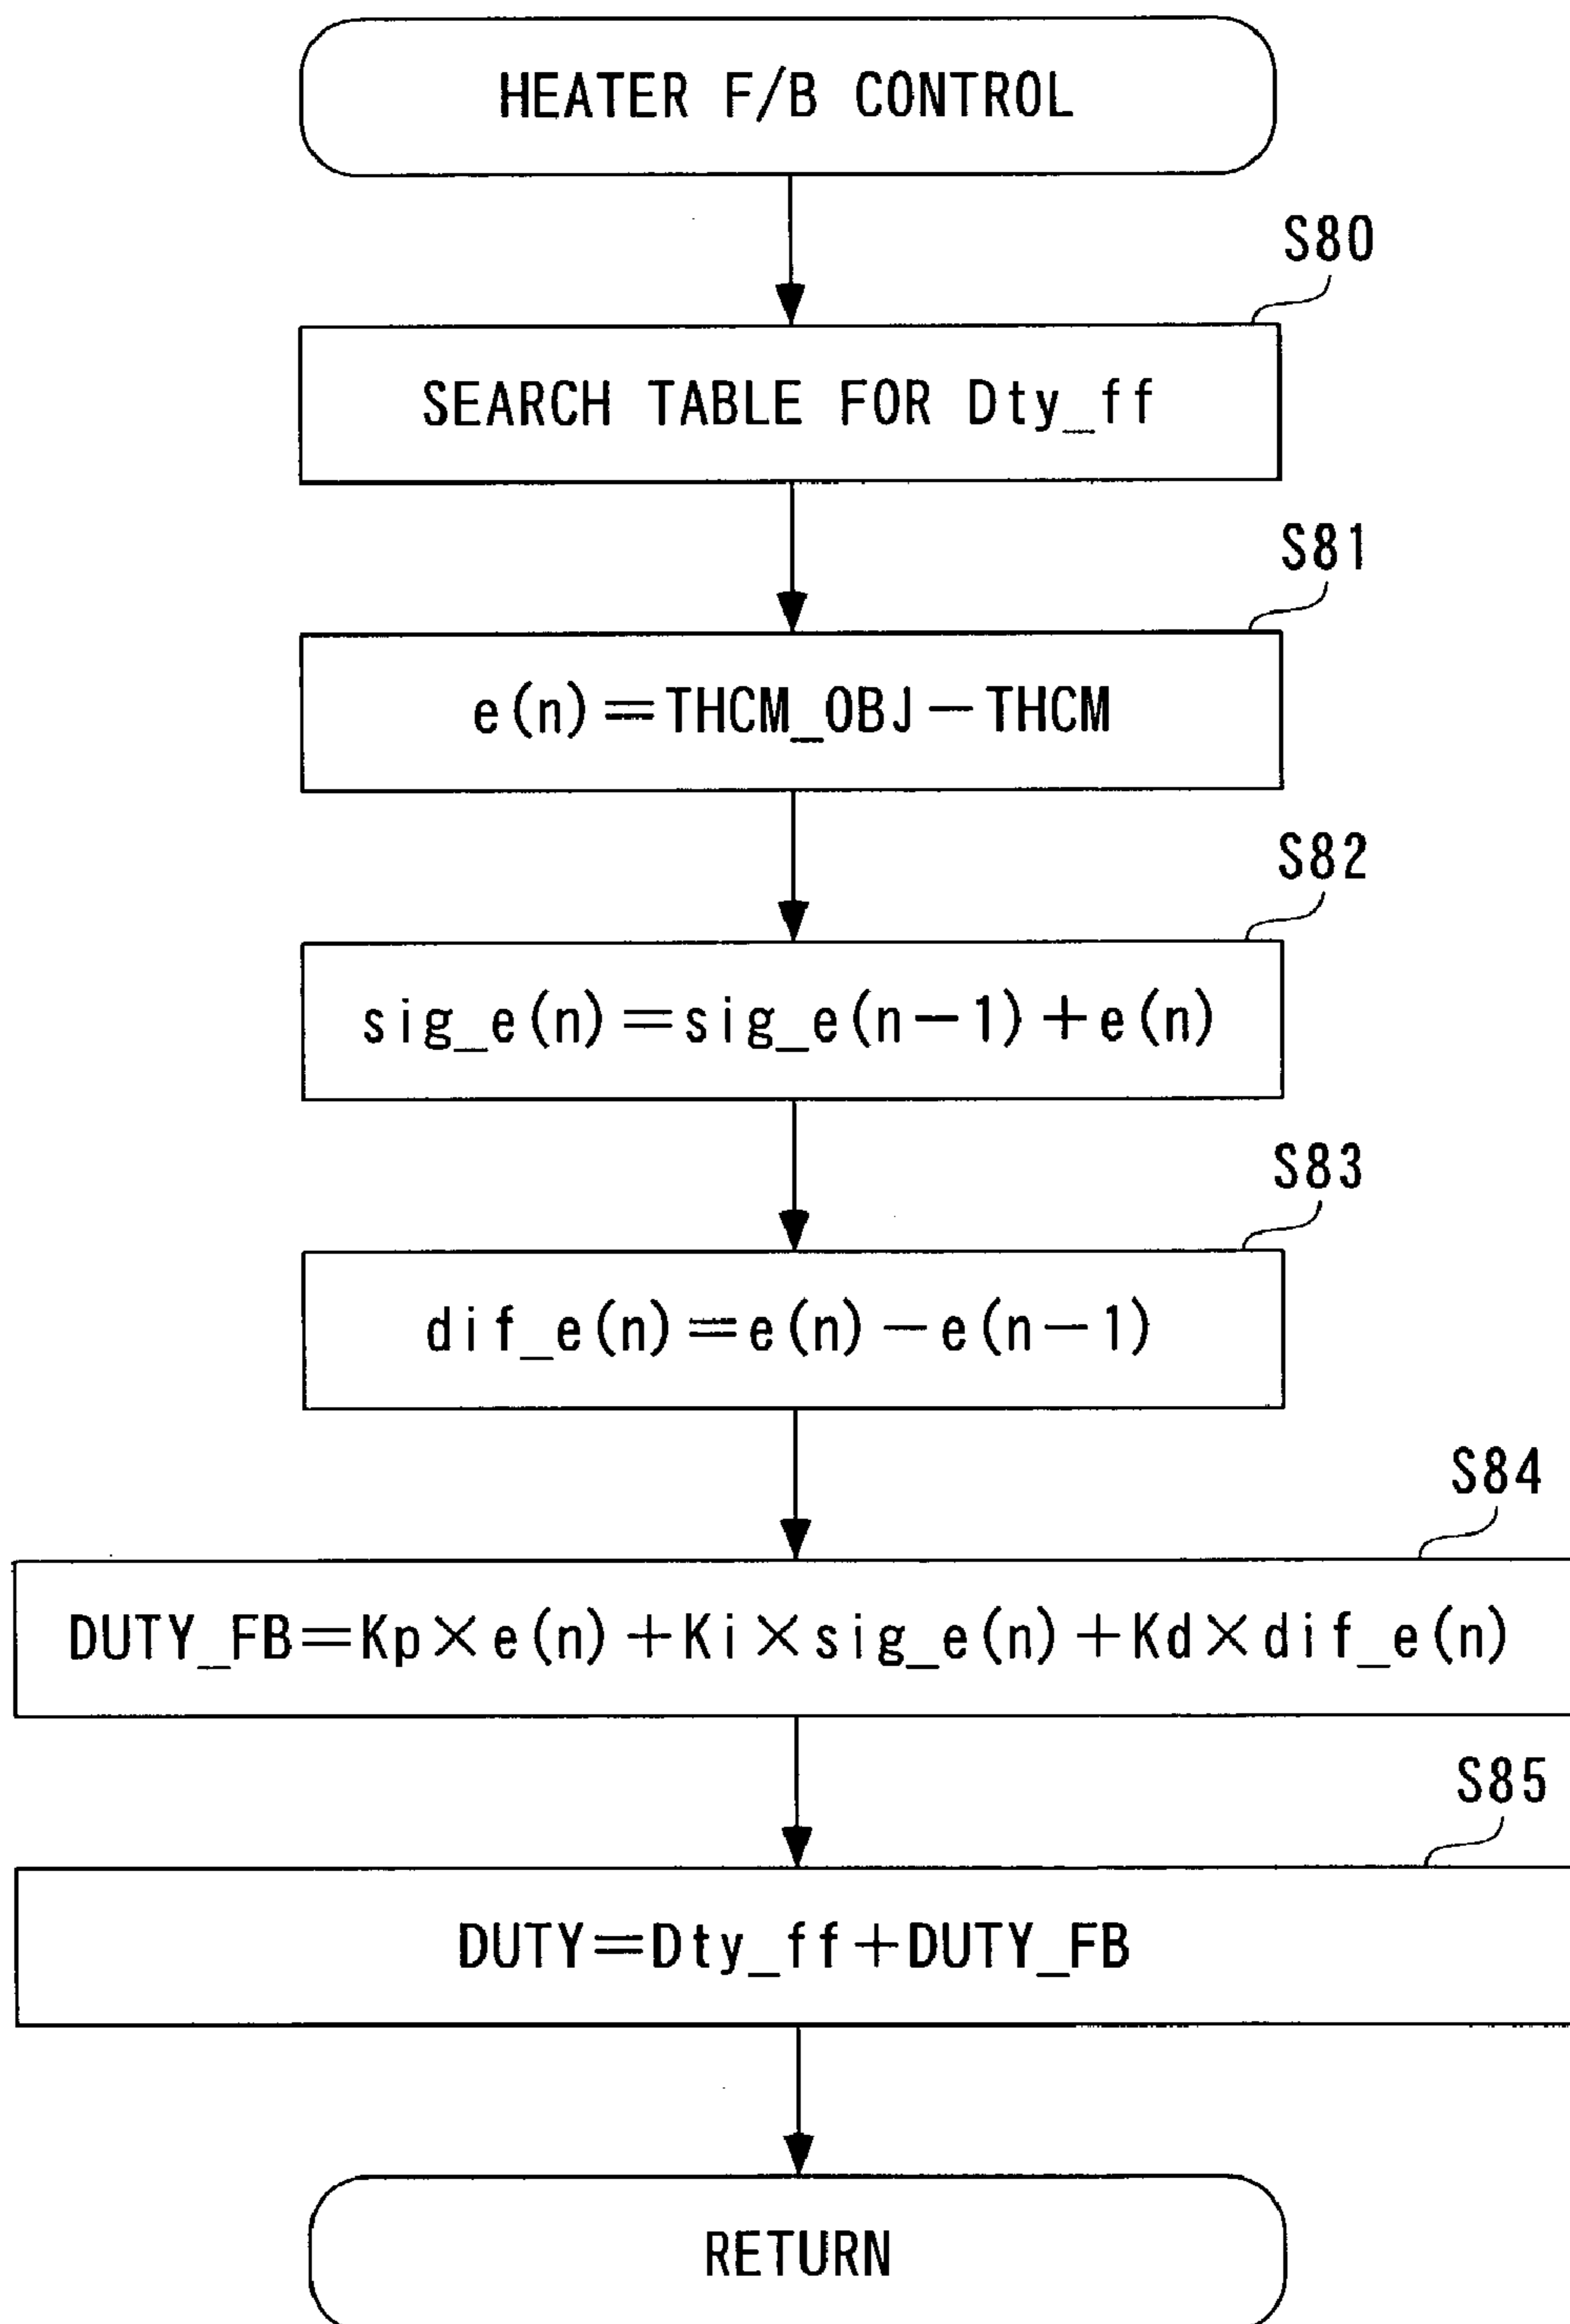 HEATER F/B CONTROL
S80
SEARCH TABLE FOR Dty_ff
S81
e(n)=THCM_OBJ-THCM
S82
sig_e(n)=sig_e(n-1)+e(n)
S83
dif_e(n)=e(n)-e(n-1)
S84
DUTY_FB=Kp×e(n)+Ki×sig_e(n)+Kd×dif_e(n)
S85
DUTY=Dty_ff+DUTY_FB
RETURN